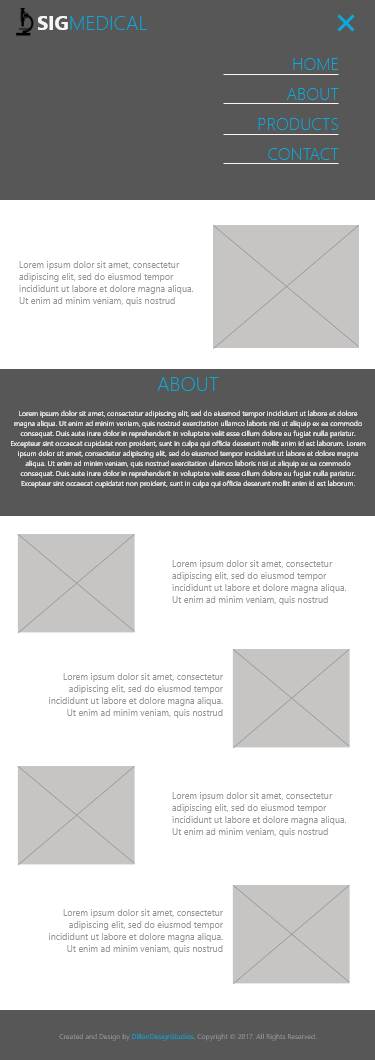 SIGMEDICAL
HOME
ABOUT
PRODUCTS
CONTACT
Lorem ipsum dolor sit amet, consectetur
adipiscing elit, sed do eiusmod tempor
incididunt ut labore et dolore magna aliqua.
Ut enim ad minim veniam, quis nostrud
ABOUT
Lorem ipsum dolor sit amet, consectetur adipiscing elit, sed do eiusmod tempor incididunt ut labore et dolore
magna aliqua. Ut enim ad minim veniam, quis nostrud exercitation ullamco laboris nisi ut aliquip ex ea commodo
consequat. Duis aute irure dolor in reprehenderit in voluptate velit esse cillum dolore eu fugiat nulla pariatur.
Excepteur sint occaecat cupidatat non proident, sunt in culpa qui officia deserunt mollit anim id est laborum. Lorem
ipsum dolor sit amet, consectetur adipiscing elit, sed do eiusmod tempor incididunt ut labore et dolore magna
aliqua. Ut enim ad minim veniam, quis nostrud exercitation ullamco laboris nisi ut aliquip ex ea commodo
consequat. Duis aute irure dolor in reprehenderit in voluptate velit esse cillum dolore eu fugiat nulla pariatur.
Excepteur sint occaecat cupidatat non proident, sunt in culpa qui officia deserunt mollit anim id est laborum.
Lorem ipsum dolor sit amet, consectetur
adipiscing elit, sed do eiusmod tempor
incididunt ut labore et dolore magna aliqua.
Ut enim ad minim veniam, quis nostrud
Lorem ipsum dolor sit amet, consectetur
adipiscing elit, sed do eiusmod tempor
incididunt ut labore et dolore magna aliqua.
Ut enim ad minim veniam, quis nostrud
Lorem ipsum dolor sit amet, consectetur
adipiscing elit, sed do eiusmod tempor
incididunt ut labore et dolore magna aliqua.
Ut enim ad minim veniam, quis nostrud
Lorem ipsum dolor sit amet, consectetur
adipiscing elit, sed do eiusmod tempor
incididunt ut labore et dolore magna aliqua.
Ut enim ad minim veniam, quis nostrud
Created and Design by DillonDesignStudios. Copyright © 2017. All Rights Reserved.